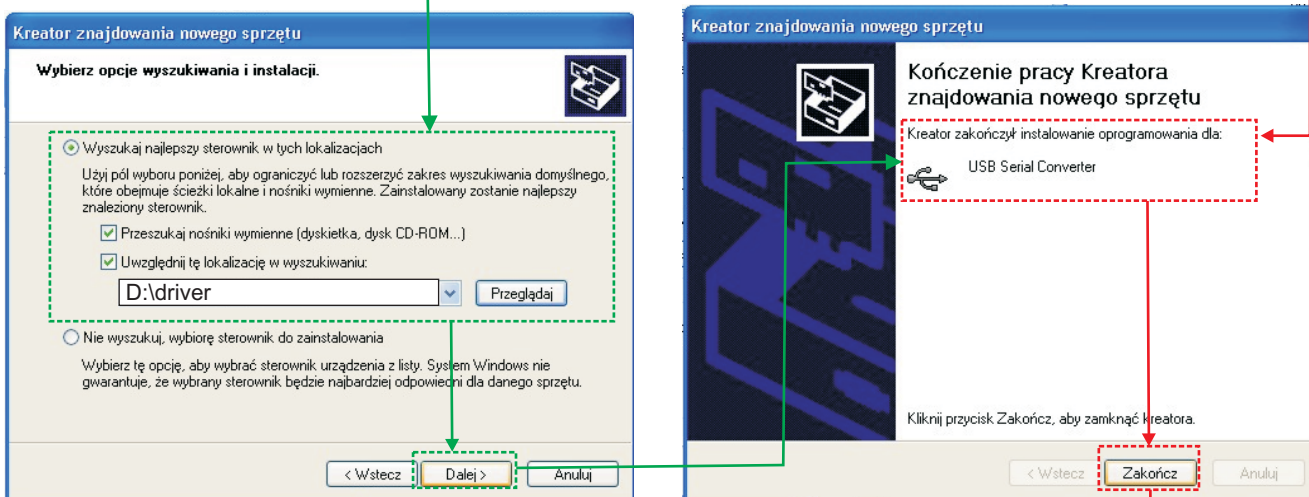 Kreator znajdowania nowego sprzętu
Wybierz opcje wyszukiwania i instalacji.
Wyszukaj najlepszy sterownik w tych lokalizacjach
Użyj pól wyboru poniżej, aby ograniczyć lub rozszerzyć zakres wyszukiwania domyślnego,
które obejmuje ścieżki lokalne i nośniki wymienne. Zainstalowany zostanie najlepszy
znaleziony sterownik.
Przeszukaj nośniki wymienne (dyskietka, dysk CD-ROM...)
Uwzględnij tę lokalizację w wyszukiwaniu:
D:\driver
Przeglądaj
Nie wyszukuj, wybiorę sterownik do zainstalowania
Wybierz tę opcję, aby wybrać sterownik urządzenia z listy. System Windows nie
gwarantuje, że wybrany sterownik będzie najbardziej odpowiedni dla danego sprzętu.
< Wstecz
Dalej >
Anuluj
Kreator znajdowania nowego sprzętu
Kończenie pracy Kreatora
znajdowania nowego sprzętu
Kreator zakończył instalowanie oprogramowania dla:
USB Serial Converter
Kliknij przycisk Zakończ, aby zamknąć kreatora.
< Wstecz
Zakończ
Anuluj